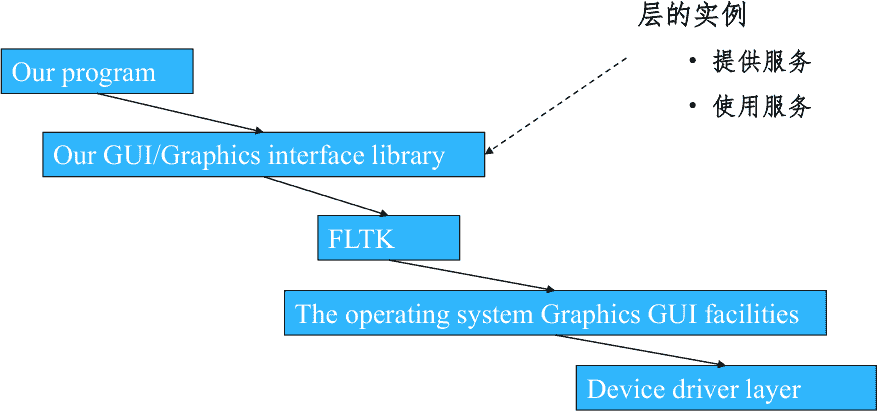 层的实例
• 提供服务
• 使用服务
Our program
Our GUI/Graphics interface library
FLTK
The operating system Graphics GUI facilities
Device driver layer